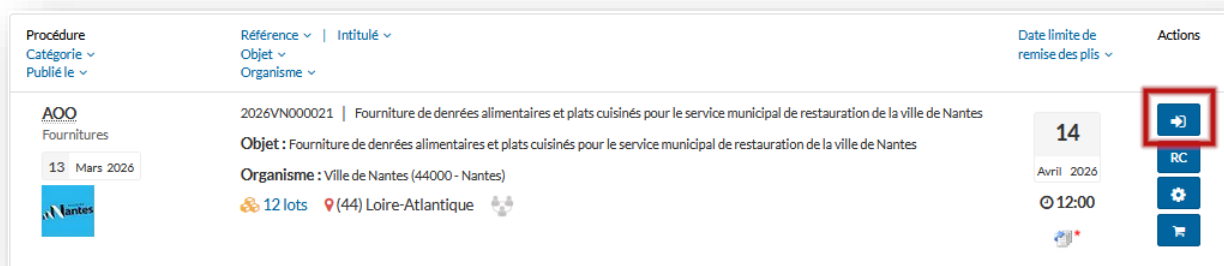 Procédure
Catégorie
Publié le
Référence | Intitulé
Objet
Organisme
Date limite de
remise des plis
Actions
AOO
Fournitures
13 Mars 2026
Nantes
2026VN000021 | Fourniture de denrées alimentaires et plats cuisinés pour le service municipal de restauration de la ville de Nantes
Objet : Fourniture de denrées alimentaires et plats cuisinés pour le service municipal de restauration de la ville de Nantes
Organisme : Ville de Nantes (44000 - Nantes)
12 lots (44) Loire-Atlantique
14
Avril 2026
12:00
*
RC